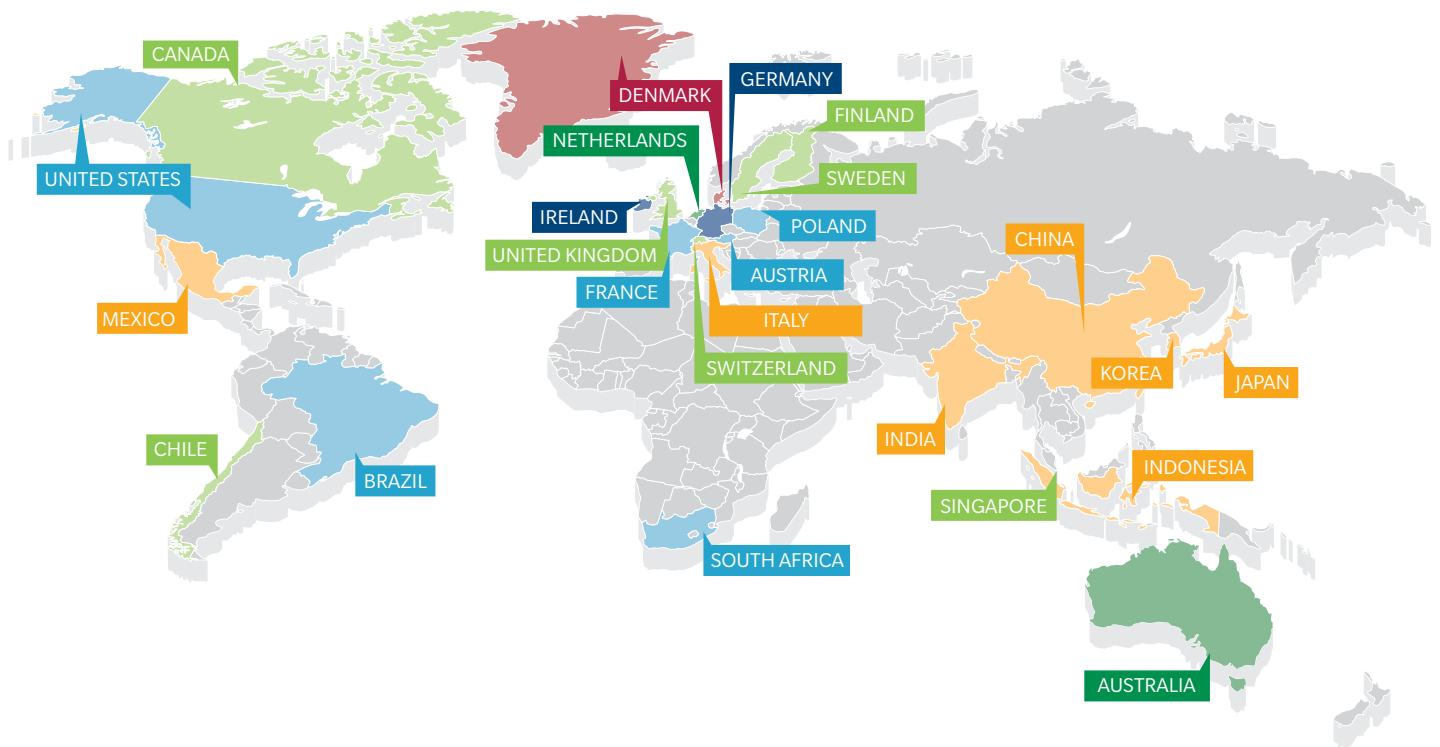 CANADA
GERMANY
DENMARK
FINLAND
NETHERLANDS
UNITED STATES
SWEDEN
IRELAND
POLAND
CHINA
UNITED KINGDOM
AUSTRIA
FRANCE
MEXICO
ITALY
SWITZERLAND
KOREA
JAPAN
INDIA
CHILE
INDONESIA
BRAZIL
SINGAPORE
SOUTH AFRICA
AUSTRALIA